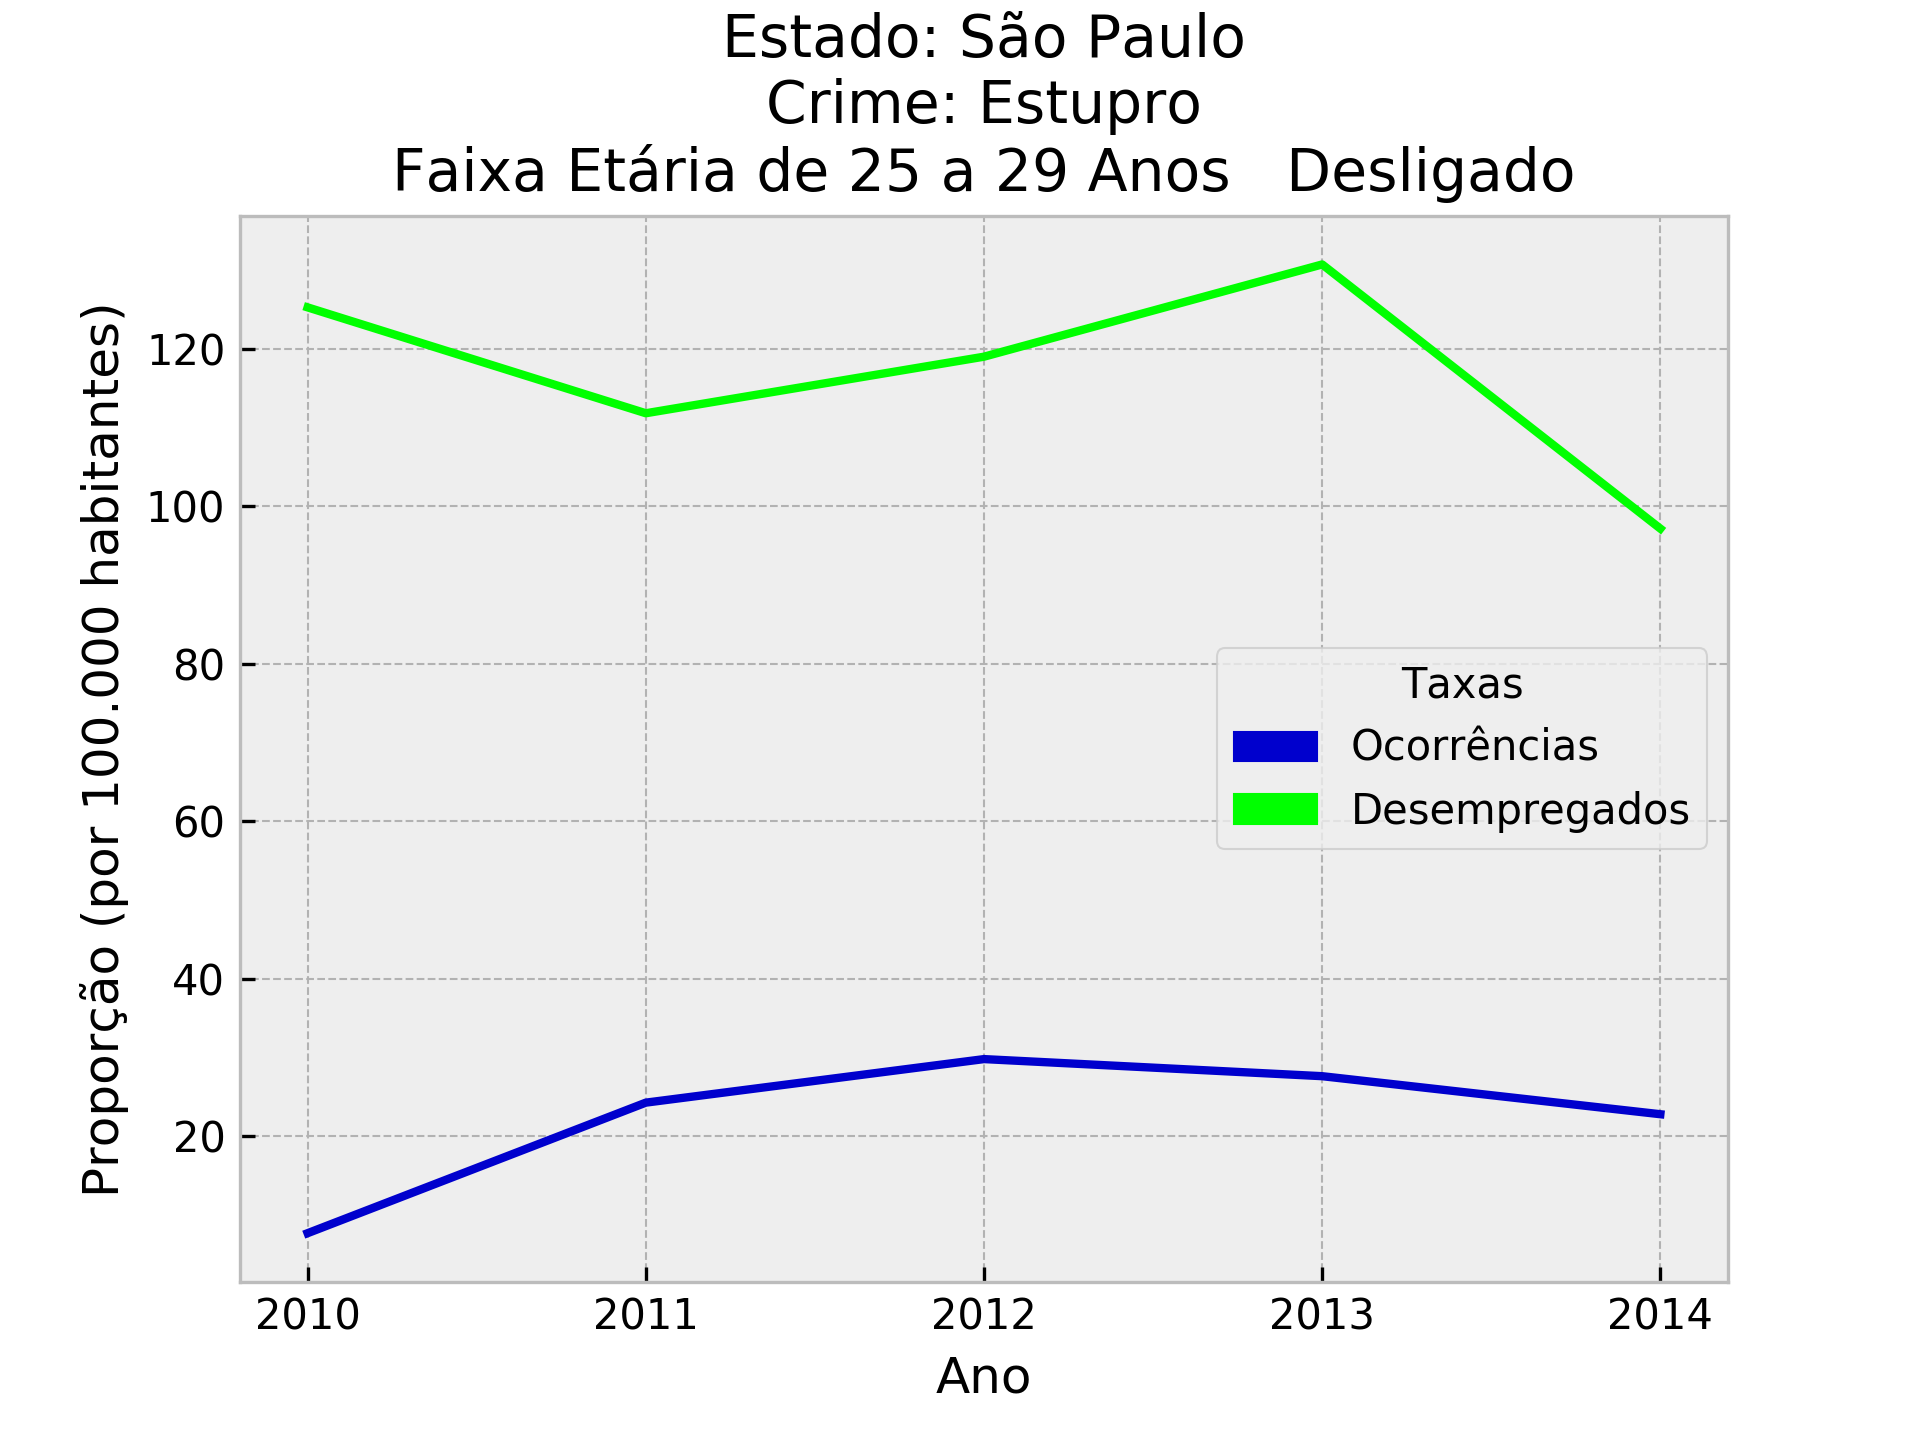 Estado: São Paulo
Crime: Estupro
Faixa Etária de 25 a 29 Anos   Desligado
Proporção (por 100.000 habitantes)
120
100
80
60
40
20
Taxas
Ocorrências
Desempregados
2010 2011 2012 2013 2014
Ano